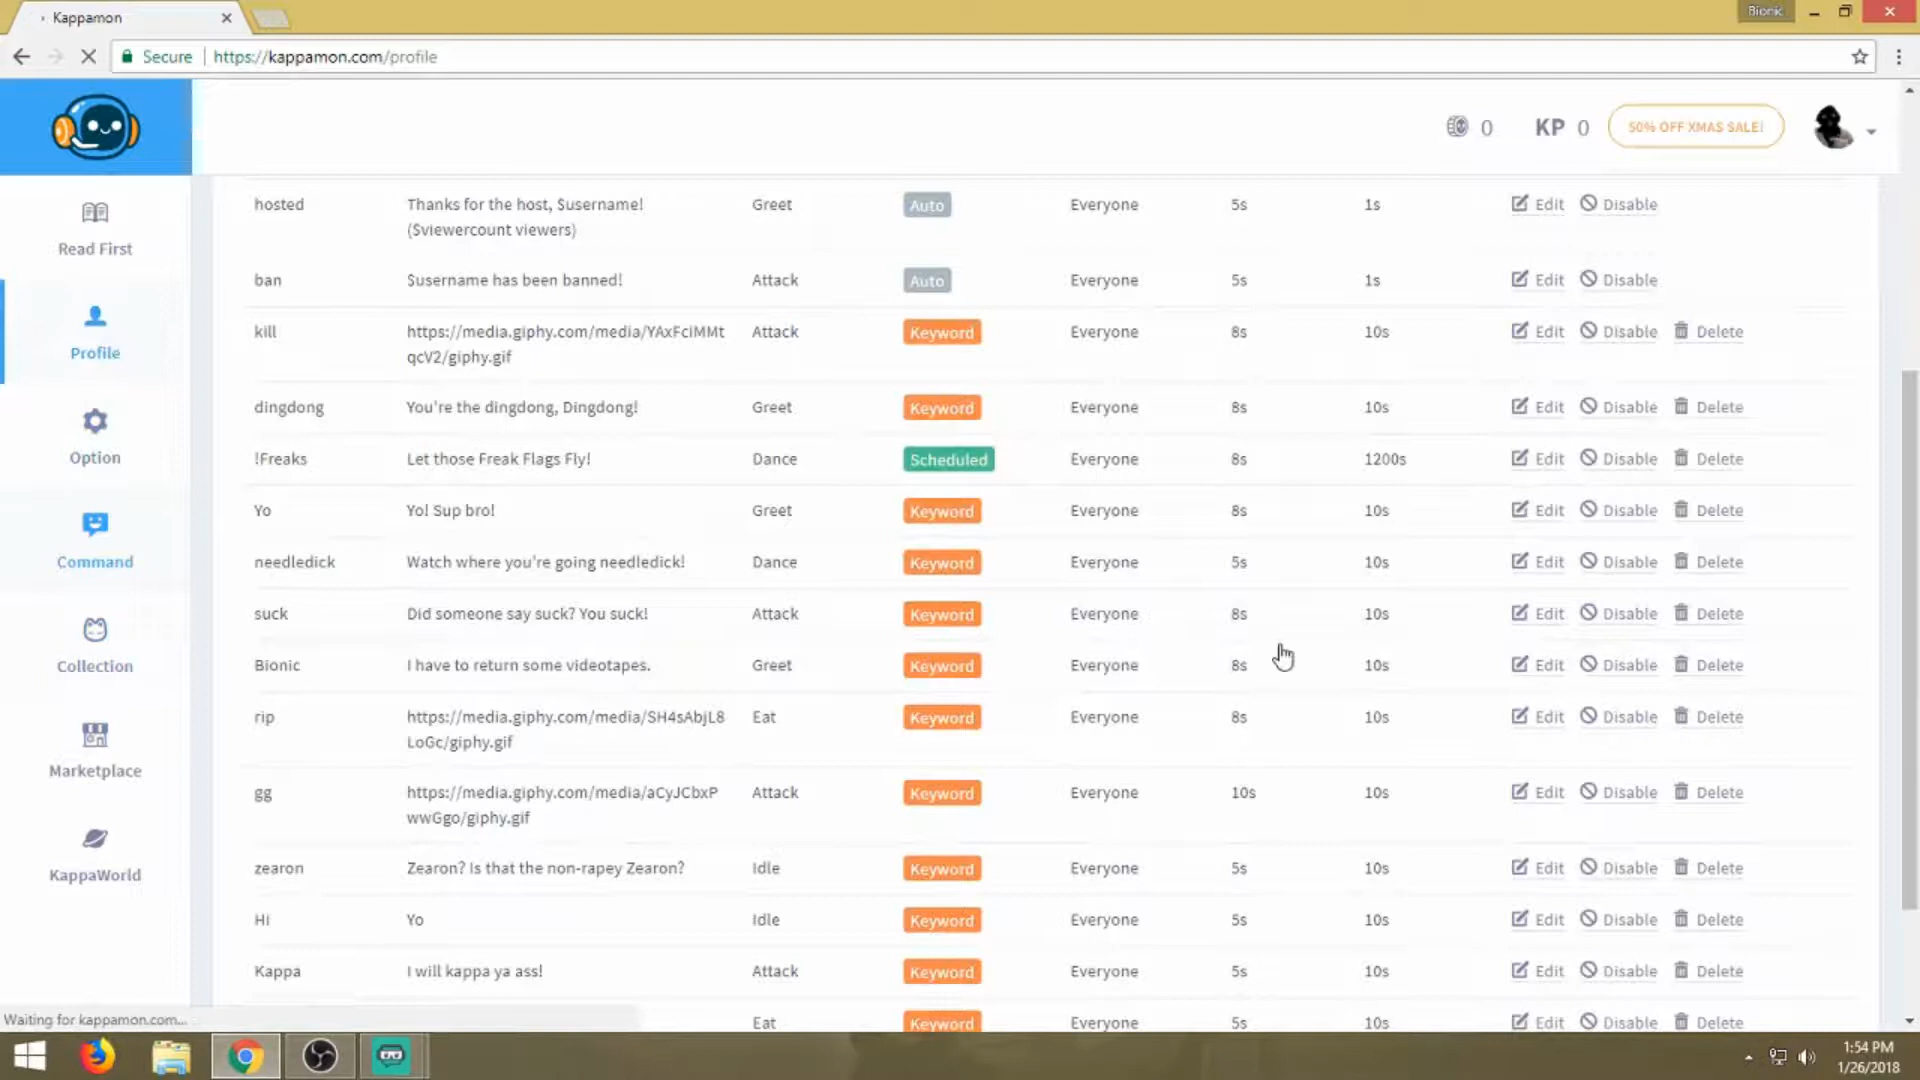 Kappamon
Bionic
Secure https://kappamon.com/profile
0 KP 0 50% OFF XMAS SALE!
Read First
Profile
Option
Command
Collection
Marketplace
KappaWorld
hosted Thanks for the host, $username! Greet Auto Everyone 5s 1s Edit Disable
($viewercount viewers)
ban $username has been banned! Attack Auto Everyone 5s 1s Edit Disable
kill https://media.giphy.com/media/YAxFciMMt Attack Keyword Everyone 8s 10s Edit Disable Delete
qcV2/giphy.gif
dingdong You're the dingdong, Dingdong! Greet Keyword Everyone 8s 10s Edit Disable Delete
!Freaks Let those Freak Flags Fly! Dance Scheduled Everyone 8s 1200s Edit Disable Delete
Yo Yo! Sup bro! Greet Keyword Everyone 8s 10s Edit Disable Delete
needledick Watch where you're going needledick! Dance Keyword Everyone 5s 10s Edit Disable Delete
suck Did someone say suck? You suck! Attack Keyword Everyone 8s 10s Edit Disable Delete
Bionic I have to return some videotapes. Greet Keyword Everyone 8s 10s Edit Disable Delete
rip https://media.giphy.com/media/SH4sAbjL8 Eat Keyword Everyone 8s 10s Edit Disable Delete
LoGc/giphy.gif
gg https://media.giphy.com/media/aCyJCbxP Attack Keyword Everyone 10s 10s Edit Disable Delete
wwGgo/giphy.gif
zearon Zearon? Is that the non-rapey Zearon? Idle Keyword Everyone 5s 10s Edit Disable Delete
Hi Yo Idle Keyword Everyone 5s 10s Edit Disable Delete
Kappa I will kappa ya ass! Attack Keyword Everyone 5s 10s Edit Disable Delete
Eat Keyword Everyone 5s 10s Edit Disable Delete
Waiting for kappamon.com...
1:54 PM
1/26/2018